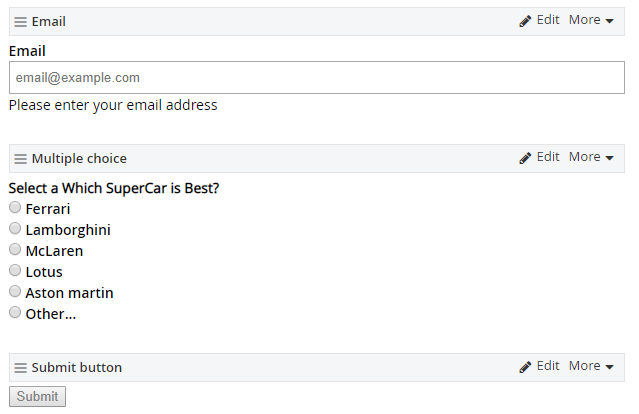 Email Edit More
Email
email@example.com
Please enter your email address
Multiple choice Edit More
Select a Which SuperCar is Best?
Ferrari
Lamborghini
McLaren
Lotus
Aston martin
Other...
Submit button Edit More
Submit